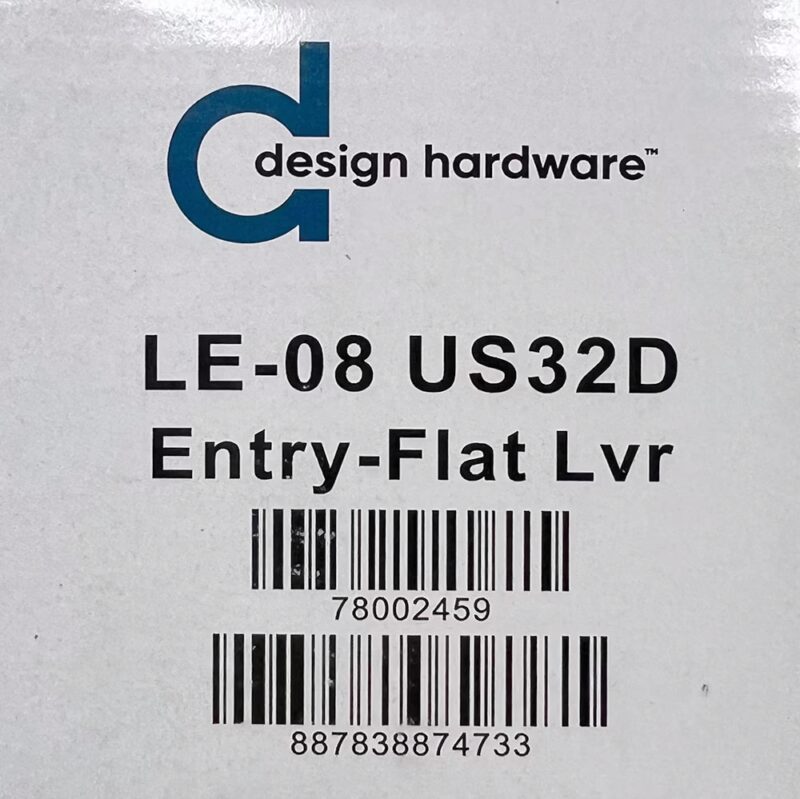 design hardware™
LE-08 US32D
Entry-Flat Lvr
78002459
887838874733